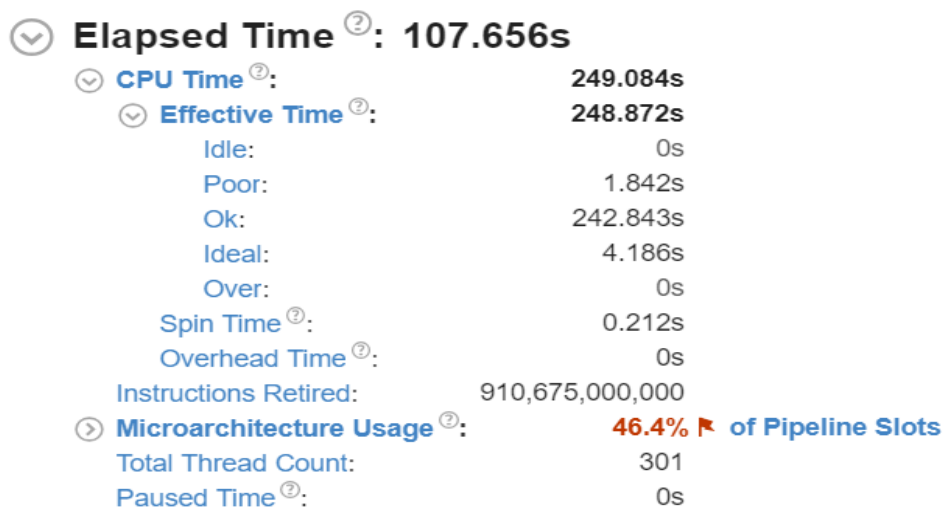 Elapsed Time ?: 107.656s
CPU Time ?: 249.084s
Effective Time ?: 248.872s
Idle: 0s
Poor: 1.842s
Ok: 242.843s
Ideal: 4.186s
Over: 0s
Spin Time ?: 0.212s
Overhead Time ?: 0s
Instructions Retired: 910,675,000,000
Microarchitecture Usage ?: 46.4% of Pipeline Slots
Total Thread Count: 301
Paused Time ?: 0s